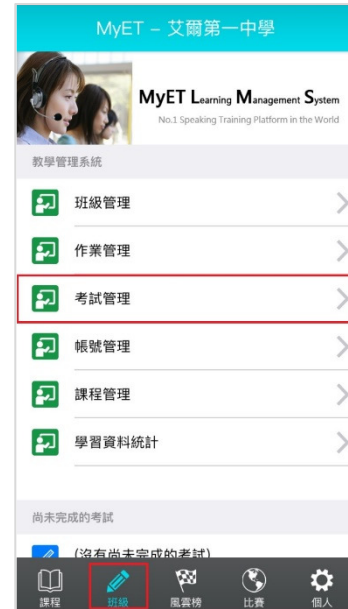 MyET – 艾爾第一中學
MyET Learning Management System
No.1 Speaking Training Platform in the World
教學管理系統
班級管理
作業管理
考試管理
帳號管理
課程管理
學習資料統計
尚未完成的考試
(沒有尚未完成的考試)
課程 班級 風雲榜 比賽 個人